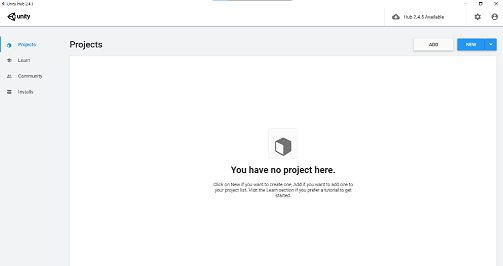 Unity Hub 2.4.3
unity
Hub 2.4.5 Available
Projects
Learn
Community
Installs
Projects
ADD
NEW
You have no project here.
Click on New if you want to create one, Add if you want to add one to
your project list. Visit the Learn section if you prefer a tutorial to get
started.